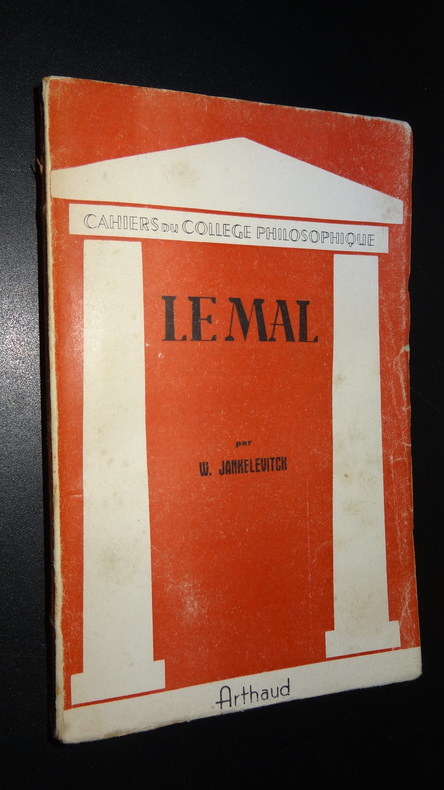 CAHIERS DU COLLEGE PHILOSOPHIQUE
LE MAL
par
W. JANKELEVITCH
Arthaud